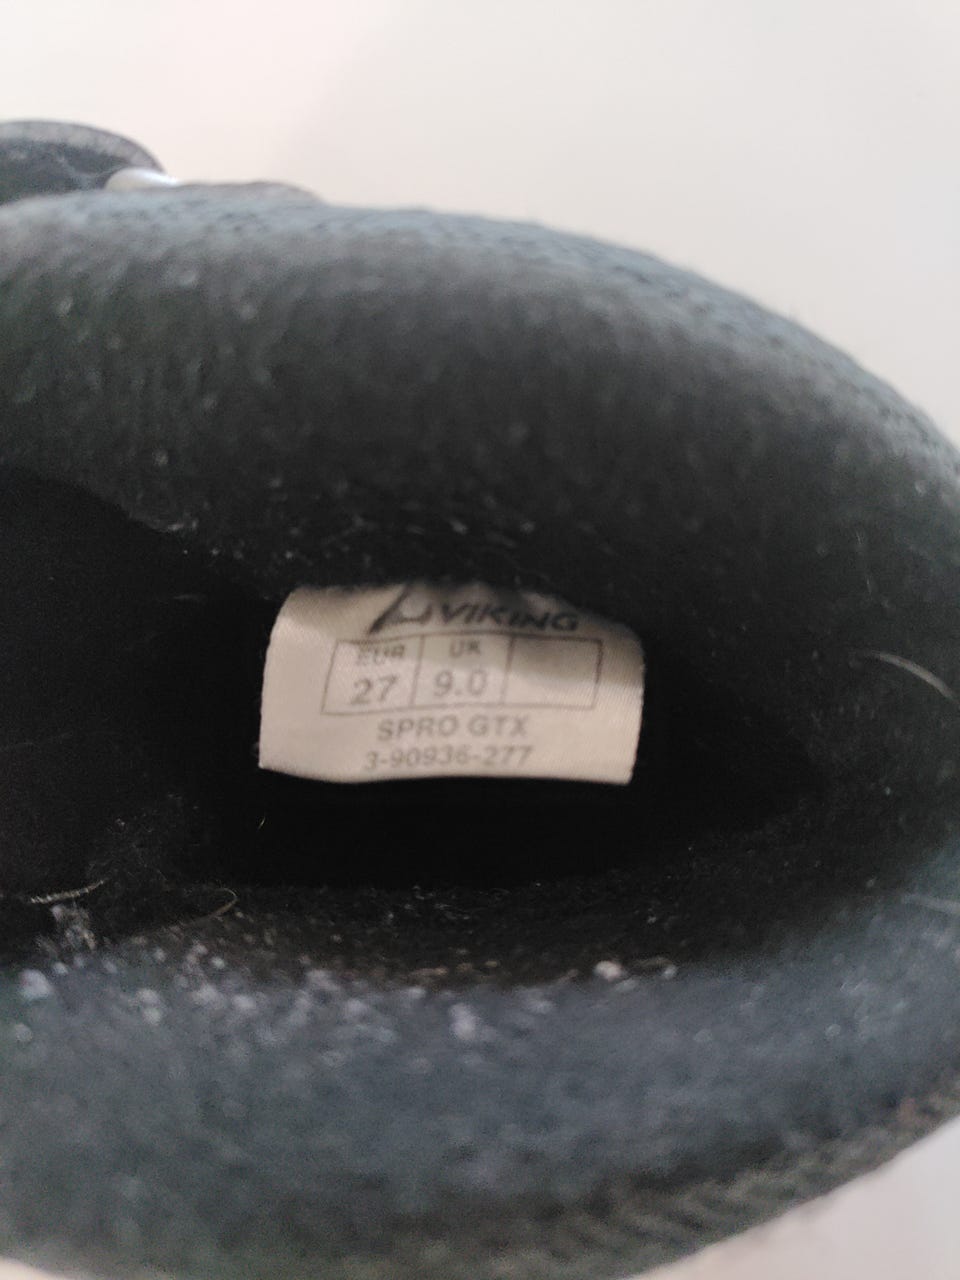 VIKING
EUR UK
27 9.0
SPRO GTX
3-90936-277